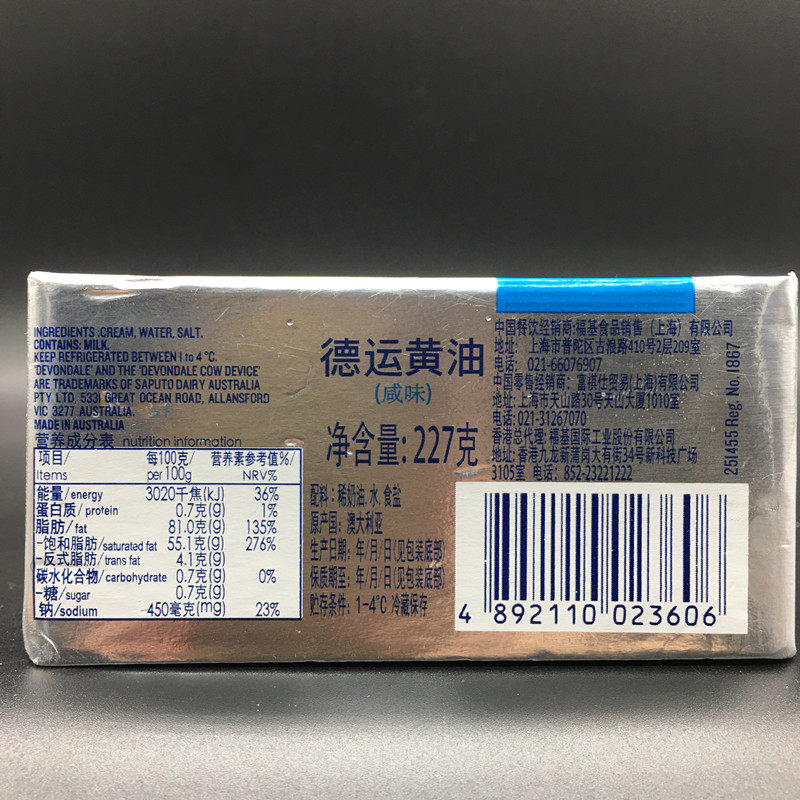 INGREDIENTS :CREAM, WATER, SALT.
CONTAINS: MILK.
KEEP REFRIGERATED BETWEEN 1 to 4 °C.
'DEVONDALE' AND THE 'DEVONDALE COW DEVICE'
ARE TRADEMARKS OF SAPUTO DAIRY AUSTRALIA
PTY LTD. 5331 GREAT OCEAN ROAD, ALLANSFORD
VIC 3277 AUSTRALIA.
MADE IN AUSTRALIA
营养成分表 nutrition information
项目/ 每100克/ 营养素参考值%/
Items per 100g NRV%
能量/energy 3020千焦(kJ) 36%
蛋白质/protein 0.7克(g) 1%
脂肪/fat 81.0克(g) 135%
-饱和脂肪/saturated fat 55.1克(g) 276%
-反式脂肪/trans fat 4.1克(g)
碳水化合物/carbohydrate 0.7克(g) 0%
-糖/sugar 0.7克(g)
钠/sodium 450毫克(mg) 23%
德运黄油
(咸味)
净含量: 227克
配料：稀奶油.水.食盐
原产国：澳大利亚
生产日期：年/月/日(见包装底部)
保质期至：年/月/日(见包装底部)
贮存条件：1-4℃ 冷藏保存
中国餐饮经销商:福基食品销售（上海）有限公司
地址：上海市普陀区古浪路410号2层209室
电话：021-66076907
中国零售经销商：富祺仕贸易(上海)有限公司
地址:上海市天山路30号天山大厦1010室
电话:021-31267070
香港总代理:福基国际工业股份有限公司
地址:香港九龙新蒲岗大有街34号新科技广场
3105室 电话：852-23221222
251455 Reg. No.1867
4 892110 023606